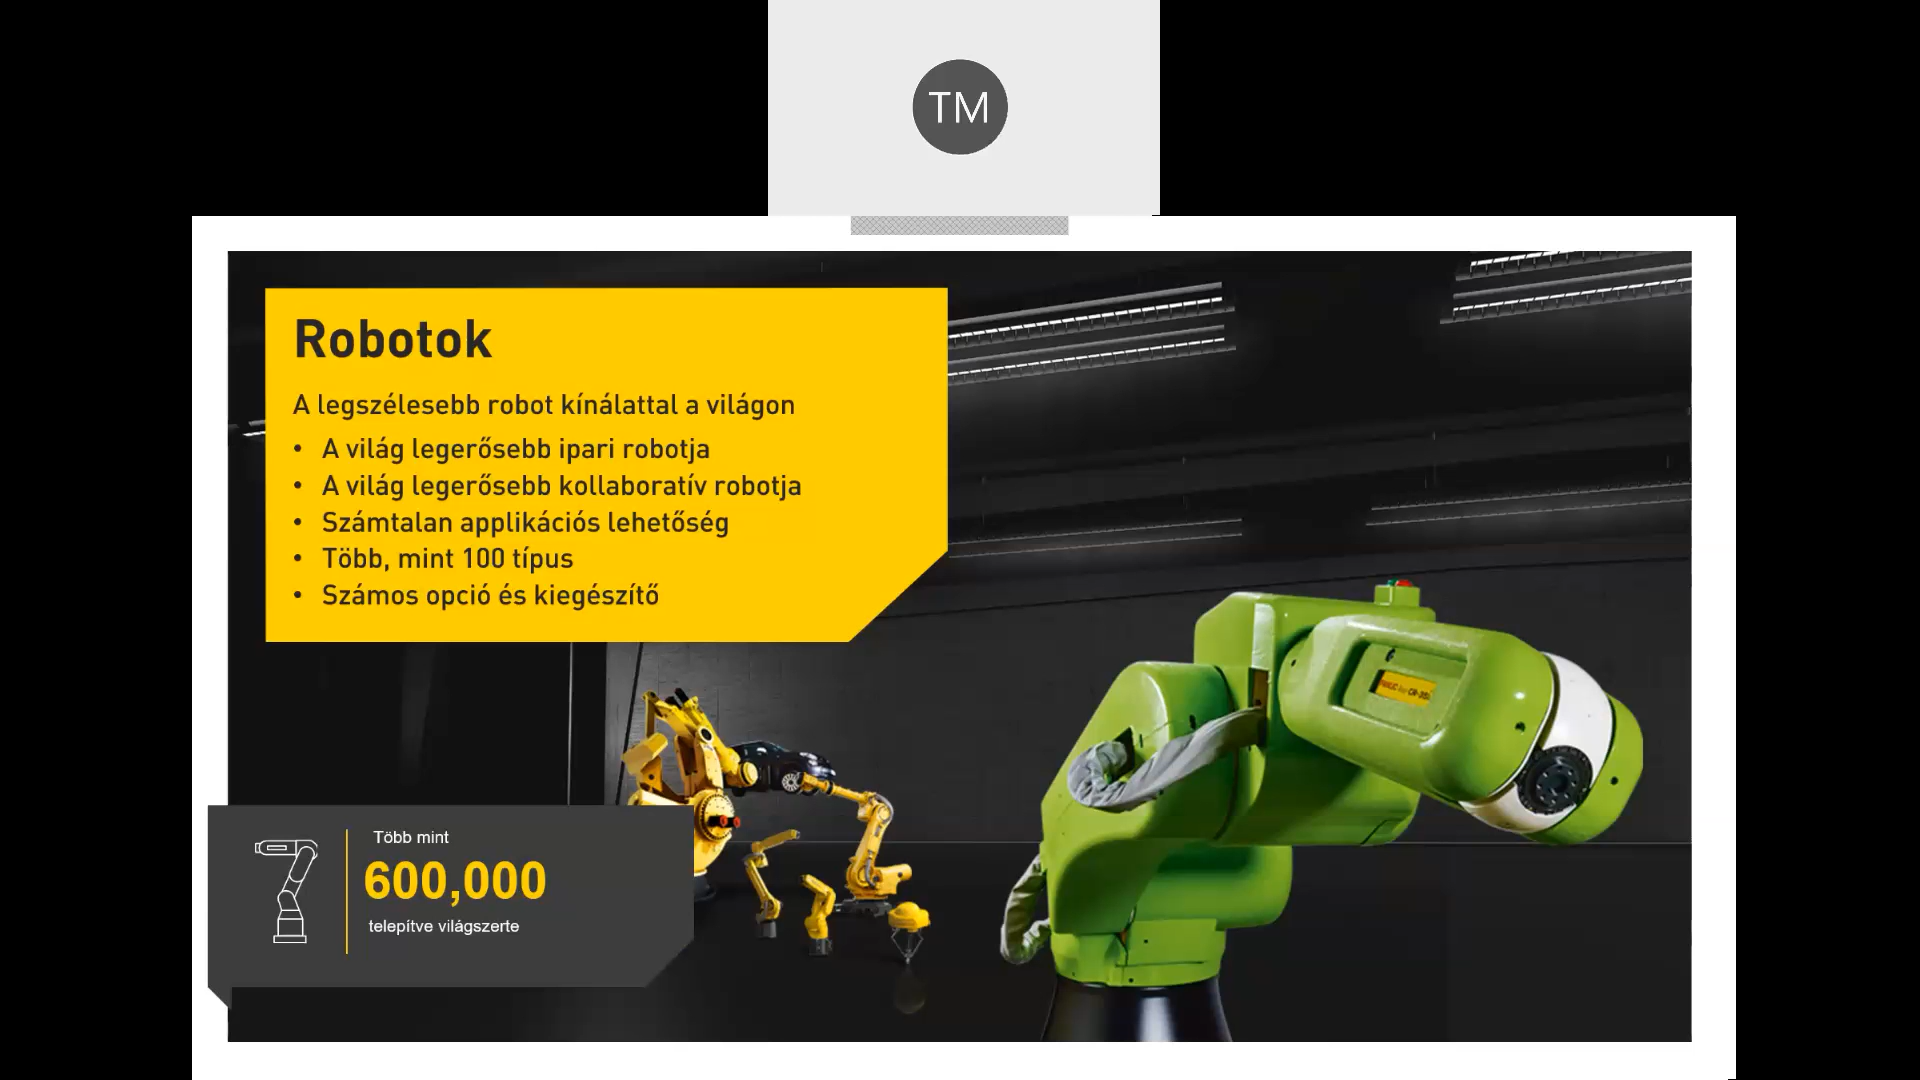 TM
Robotok
A legszélesebb robot kínálattal a világon
• A világ legerősebb ipari robotja
• A világ legerősebb kollaboratív robotja
• Számtalan applikációs lehetőség
• Több, mint 100 típus
• Számos opció és kiegészítő
Több mint
600,000
telepítve világszerte